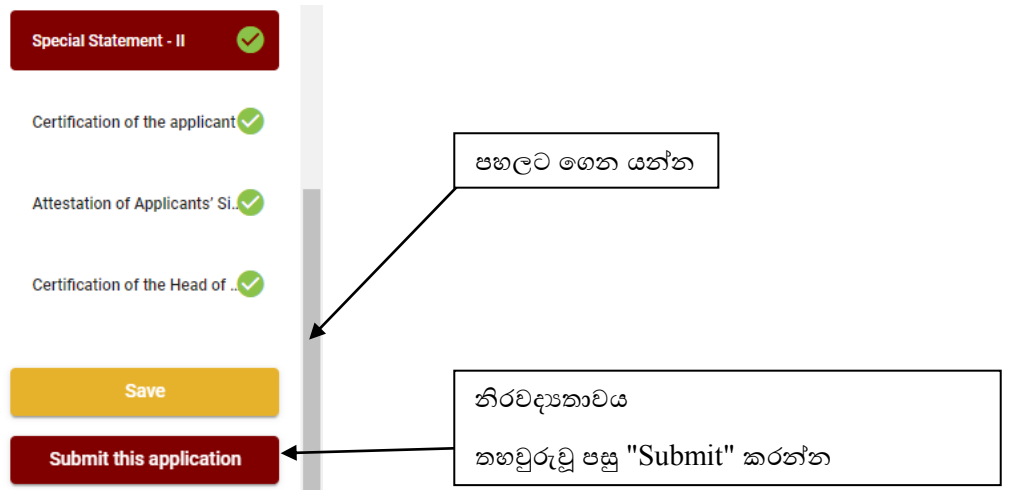 Special Statement - II
Certification of the applicant
Attestation of Applicants' Si..
Certification of the Head of ..
Save
Submit this application
පහලට ගෙන යන්න
නිරවද්‍යතාවය
තහවුරුවූ පසු "Submit" කරන්න